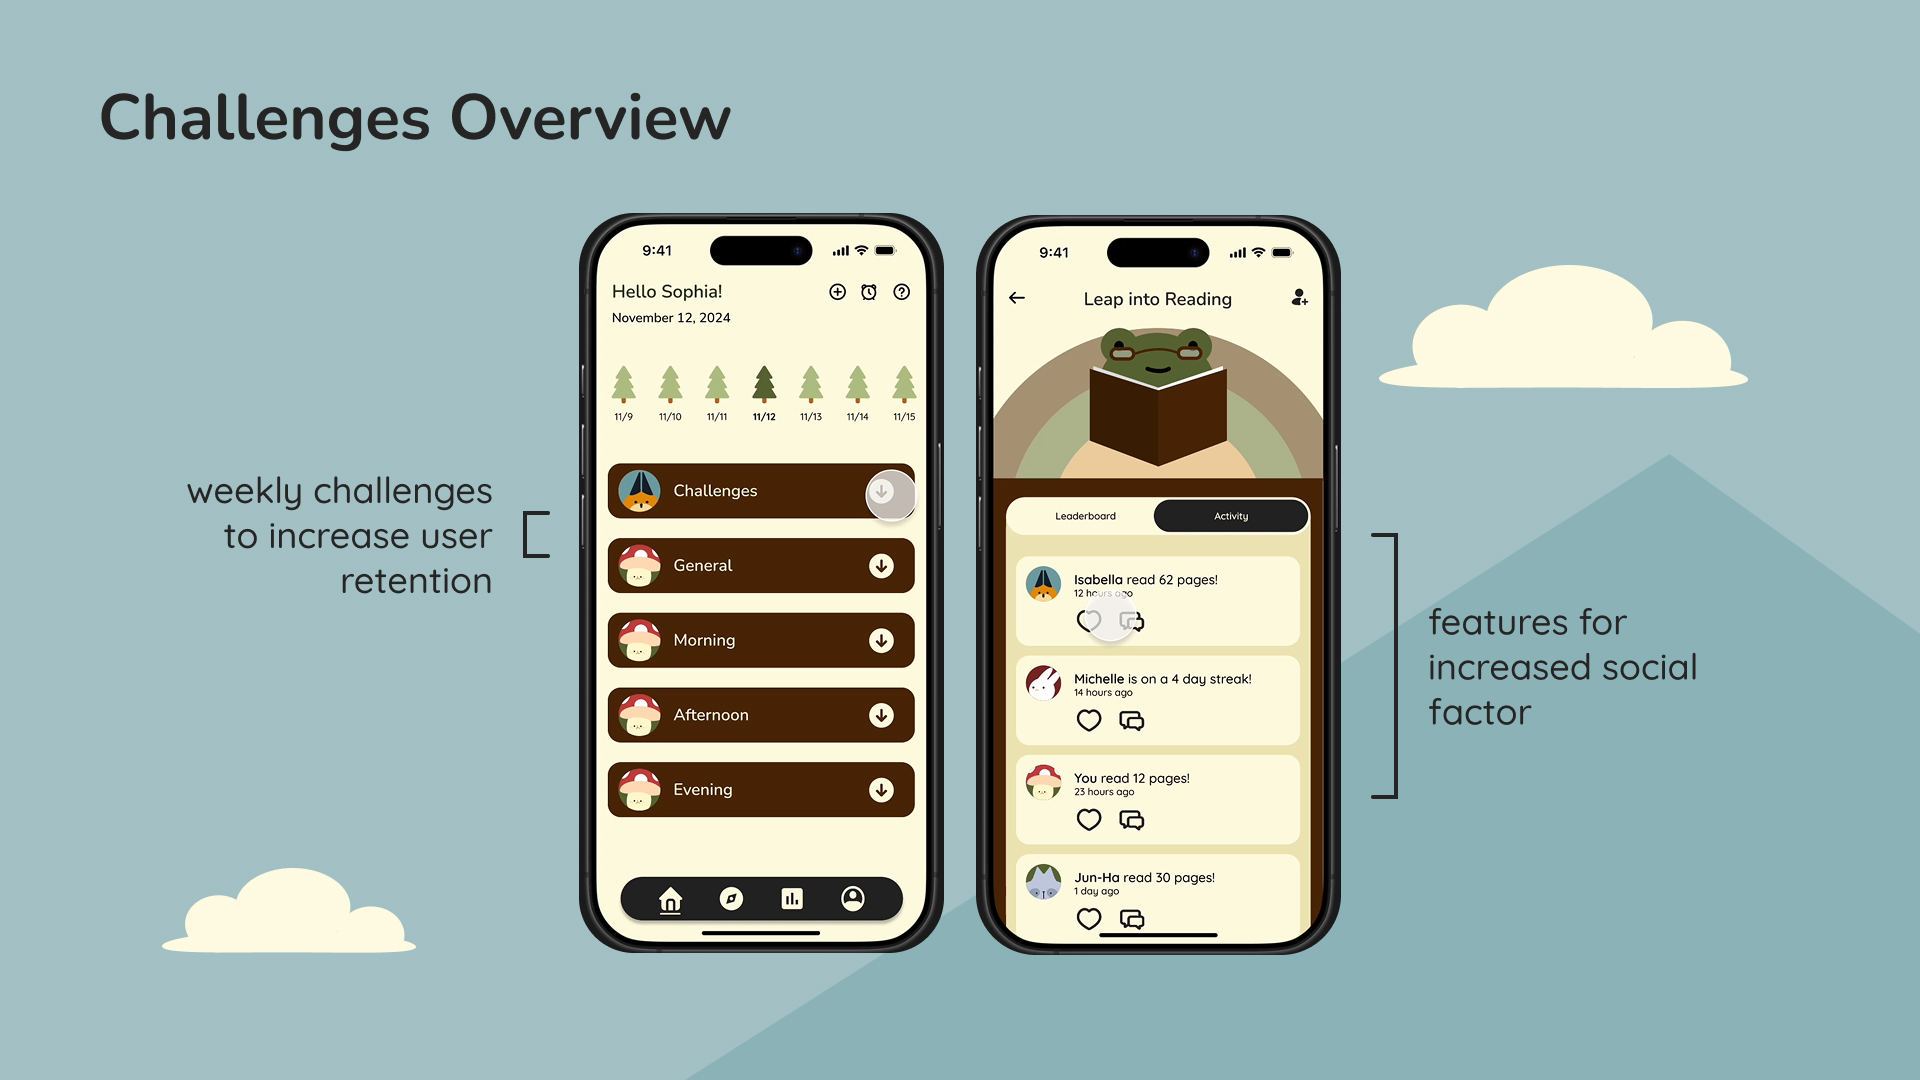 Challenges Overview
weekly challenges
to increase user
retention
9:41
Hello Sophia!
November 12, 2024
11/9 11/10 11/11 11/12 11/13 11/14 11/15
Challenges
General
Morning
Afternoon
Evening
9:41
Leap into Reading
Leaderboard Activity
Isabella read 62 pages!
12 hours ago
Michelle is on a 4 day streak!
14 hours ago
You read 12 pages!
23 hours ago
Jun-Ha read 30 pages!
1 day ago
features for
increased social
factor